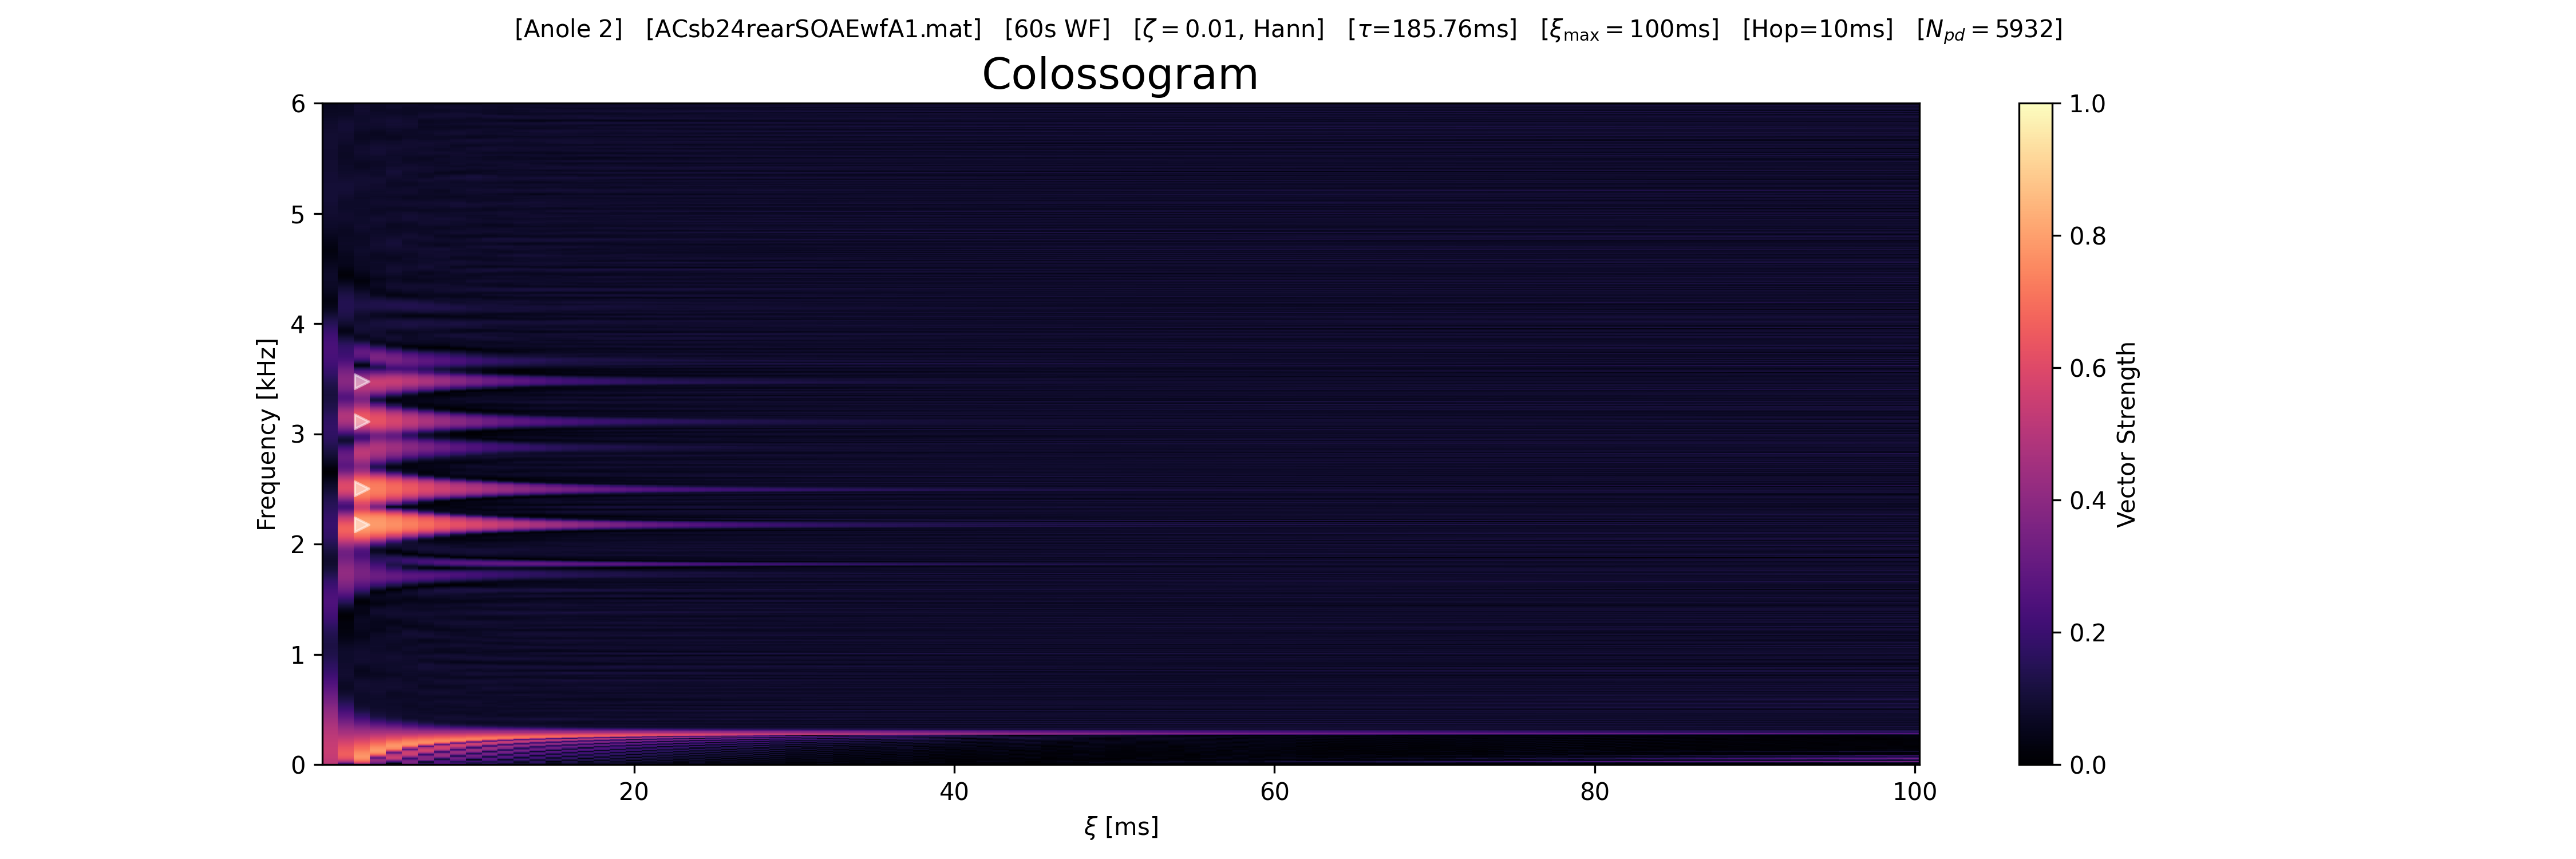 [Anole 2] [ACsb24rearSOAEwfA1.mat] [60s WF] [ζ = 0.01, Hann] [τ=185.76ms] [ξmax = 100ms] [Hop=10ms] [Npd = 5932]
Colossogram
6
5
4
3
2
1
0
Frequency [kHz]
20 40 60 80 100
ξ [ms]
1.0
0.8
0.6
0.4
0.2
0.0
Vector Strength